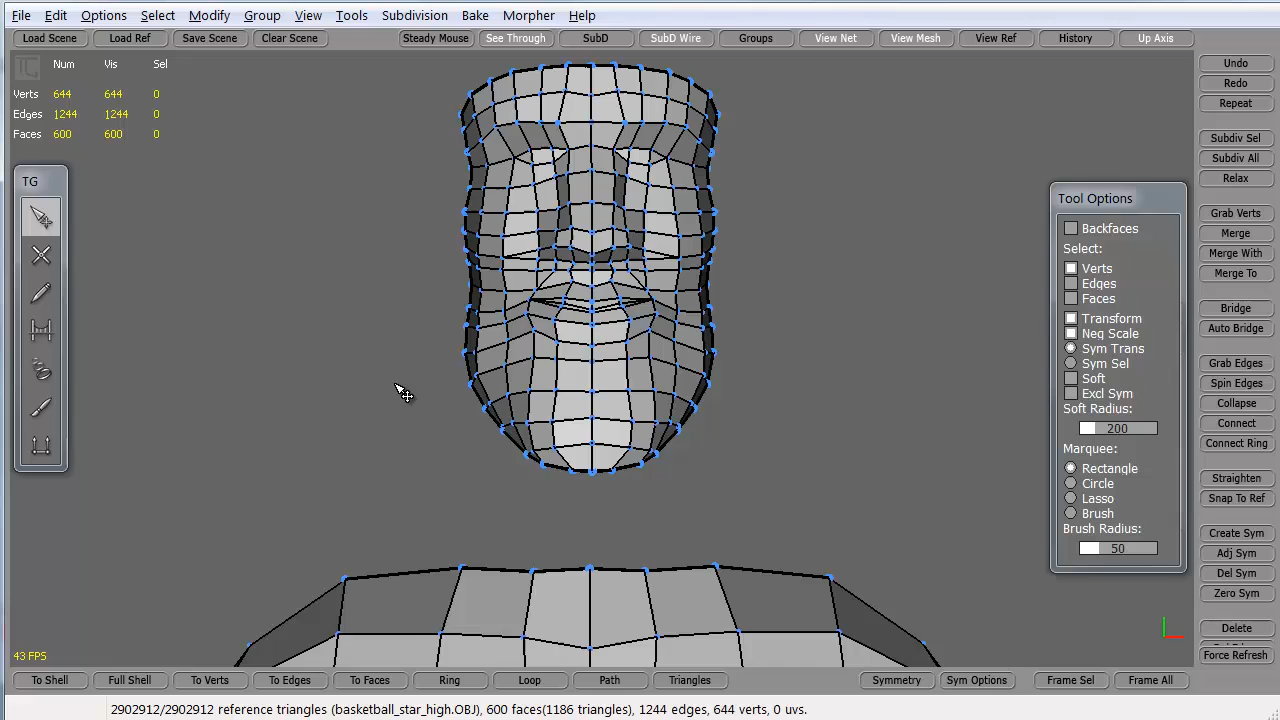 File Edit Options Select Modify Group View Tools Subdivision Bake Morpher Help
Load Scene Load Ref Save Scene Clear Scene Steady Mouse See Through SubD SubD Wire Groups View Net View Mesh View Ref History Up Axis
Num Vis Sel
Verts 644 644 0
Edges 1244 1244 0
Faces 600 600 0
TG
Tool Options
Backfaces
Select:
Verts
Edges
Faces
Transform
Neg Scale
Sym Trans
Sym Sel
Soft
Excl Sym
Soft Radius:
200
Marquee:
Rectangle
Circle
Lasso
Brush
Brush Radius:
50
Undo
Redo
Repeat
Subdiv Sel
Subdiv All
Relax
Grab Verts
Merge
Merge With
Merge To
Bridge
Auto Bridge
Grab Edges
Spin Edges
Collapse
Connect
Connect Ring
Straighten
Snap To Ref
Create Sym
Adj Sym
Del Sym
Zero Sym
Delete
Force Refresh
43 FPS
To Shell Full Shell To Verts To Edges To Faces Ring Loop Path Triangles Symmetry Sym Options Frame Sel Frame All
2902912/2902912 reference triangles (basketball_star_high.OBJ), 600 faces(1186 triangles), 1244 edges, 644 verts, 0 uvs.